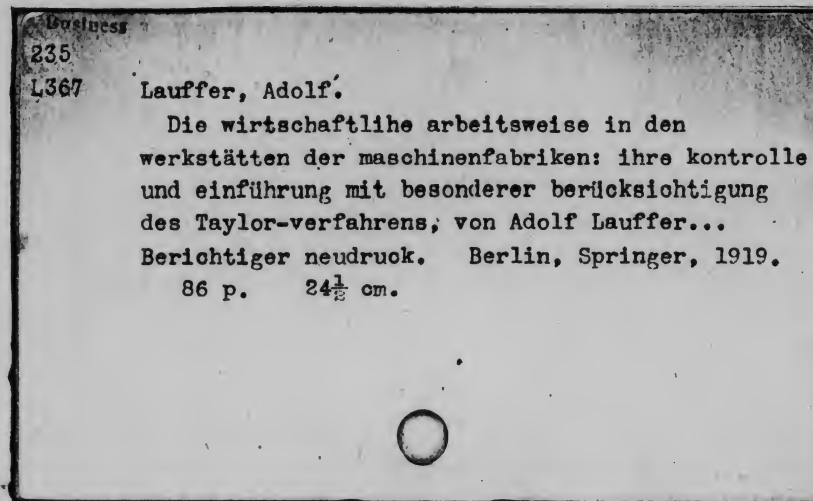 Business
235
L367 Lauffer, Adolf.
Die wirtschaftlihe arbeitsweise in den
werkstätten der maschinenfabriken: ihre kontrolle
und einführung mit besonderer berücksichtigung
des Taylor-verfahrens, von Adolf Lauffer...
Berichtiger neudruck. Berlin, Springer, 1919.
86 p. 24½ cm.